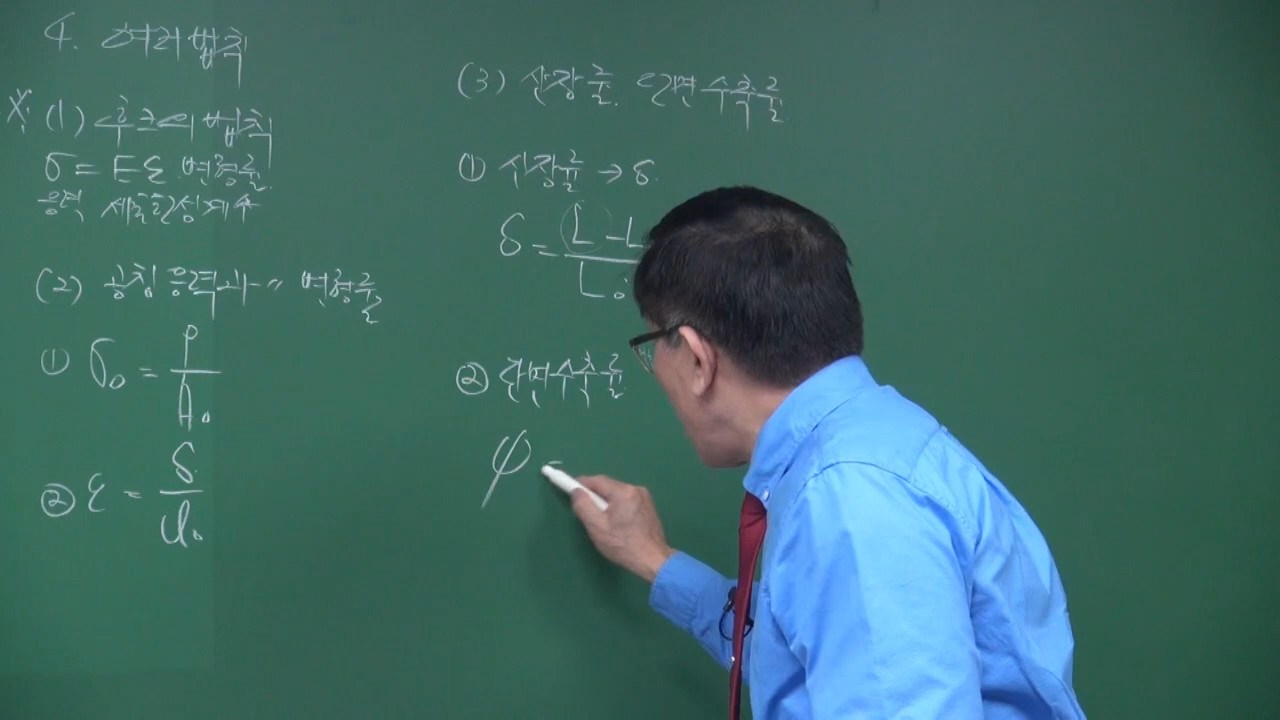 4. 여러법칙
※ (1) 후크의 법칙
σ = Eε 변형률
응력 세로탄성계수
(2) 공칭응력과 〃 변형률
① σ₀ = P / A₀
② ε = δ / l₀
(3) 신장률 단면수축률
① 신장률 → δ
δ = L - L / L₀
② 단면수축률
φ =